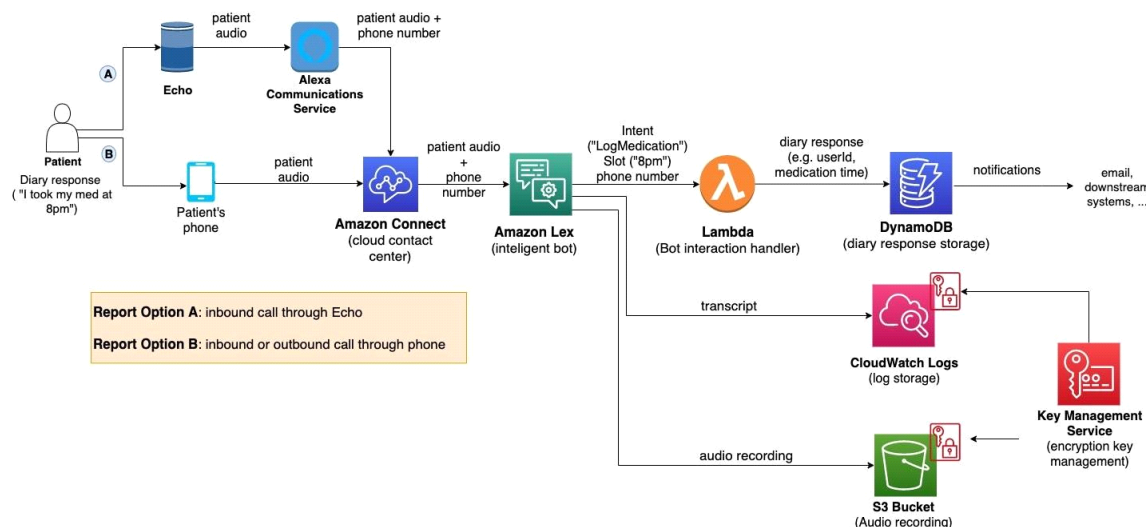 patient
audio
patient audio +
phone number
A
Echo
Alexa
Communications
Service
B
Patient
Diary response
( "I took my med at
8pm")
Patient's
phone
patient
audio
Amazon Connect
(cloud contact
center)
patient audio
+
phone
number
Amazon Lex
(inteligent bot)
Intent
("LogMedication")
Slot ("8pm")
phone number
Lambda
(Bot interaction handler)
diary response
(e.g. userId,
medication time)
DynamoDB
(diary response storage)
notifications
email,
downstream
systems, ...
Report Option A: inbound call through Echo
Report Option B: inbound or outbound call through phone
transcript
CloudWatch Logs
(log storage)
Key Management
Service
(encryption key
management)
audio recording
S3 Bucket
(Audio recording)